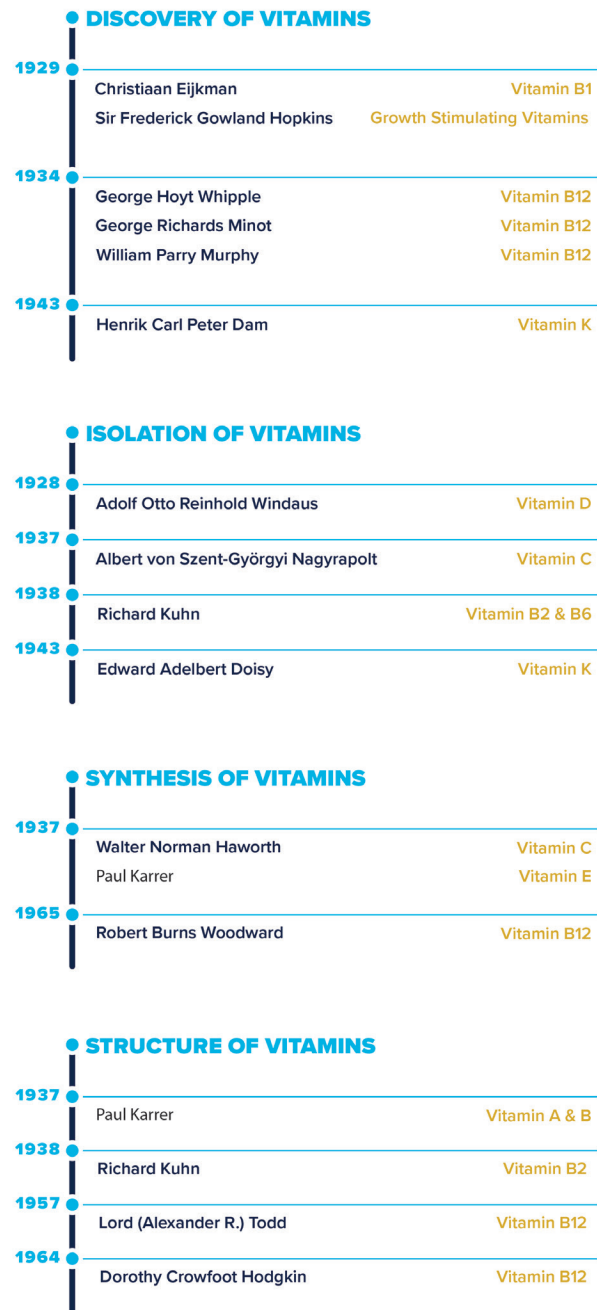 DISCOVERY OF VITAMINS
1929
Christiaan Eijkman Vitamin B1
Sir Frederick Gowland Hopkins Growth Stimulating Vitamins
1934
George Hoyt Whipple Vitamin B12
George Richards Minot Vitamin B12
William Parry Murphy Vitamin B12
1943
Henrik Carl Peter Dam Vitamin K
ISOLATION OF VITAMINS
1928
Adolf Otto Reinhold Windaus Vitamin D
1937
Albert von Szent-Györgyi Nagyrapolt Vitamin C
1938
Richard Kuhn Vitamin B2 & B6
1943
Edward Adelbert Doisy Vitamin K
SYNTHESIS OF VITAMINS
1937
Walter Norman Haworth Vitamin C
Paul Karrer Vitamin E
1965
Robert Burns Woodward Vitamin B12
STRUCTURE OF VITAMINS
1937
Paul Karrer Vitamin A & B
1938
Richard Kuhn Vitamin B2
1957
Lord (Alexander R.) Todd Vitamin B12
1964
Dorothy Crowfoot Hodgkin Vitamin B12